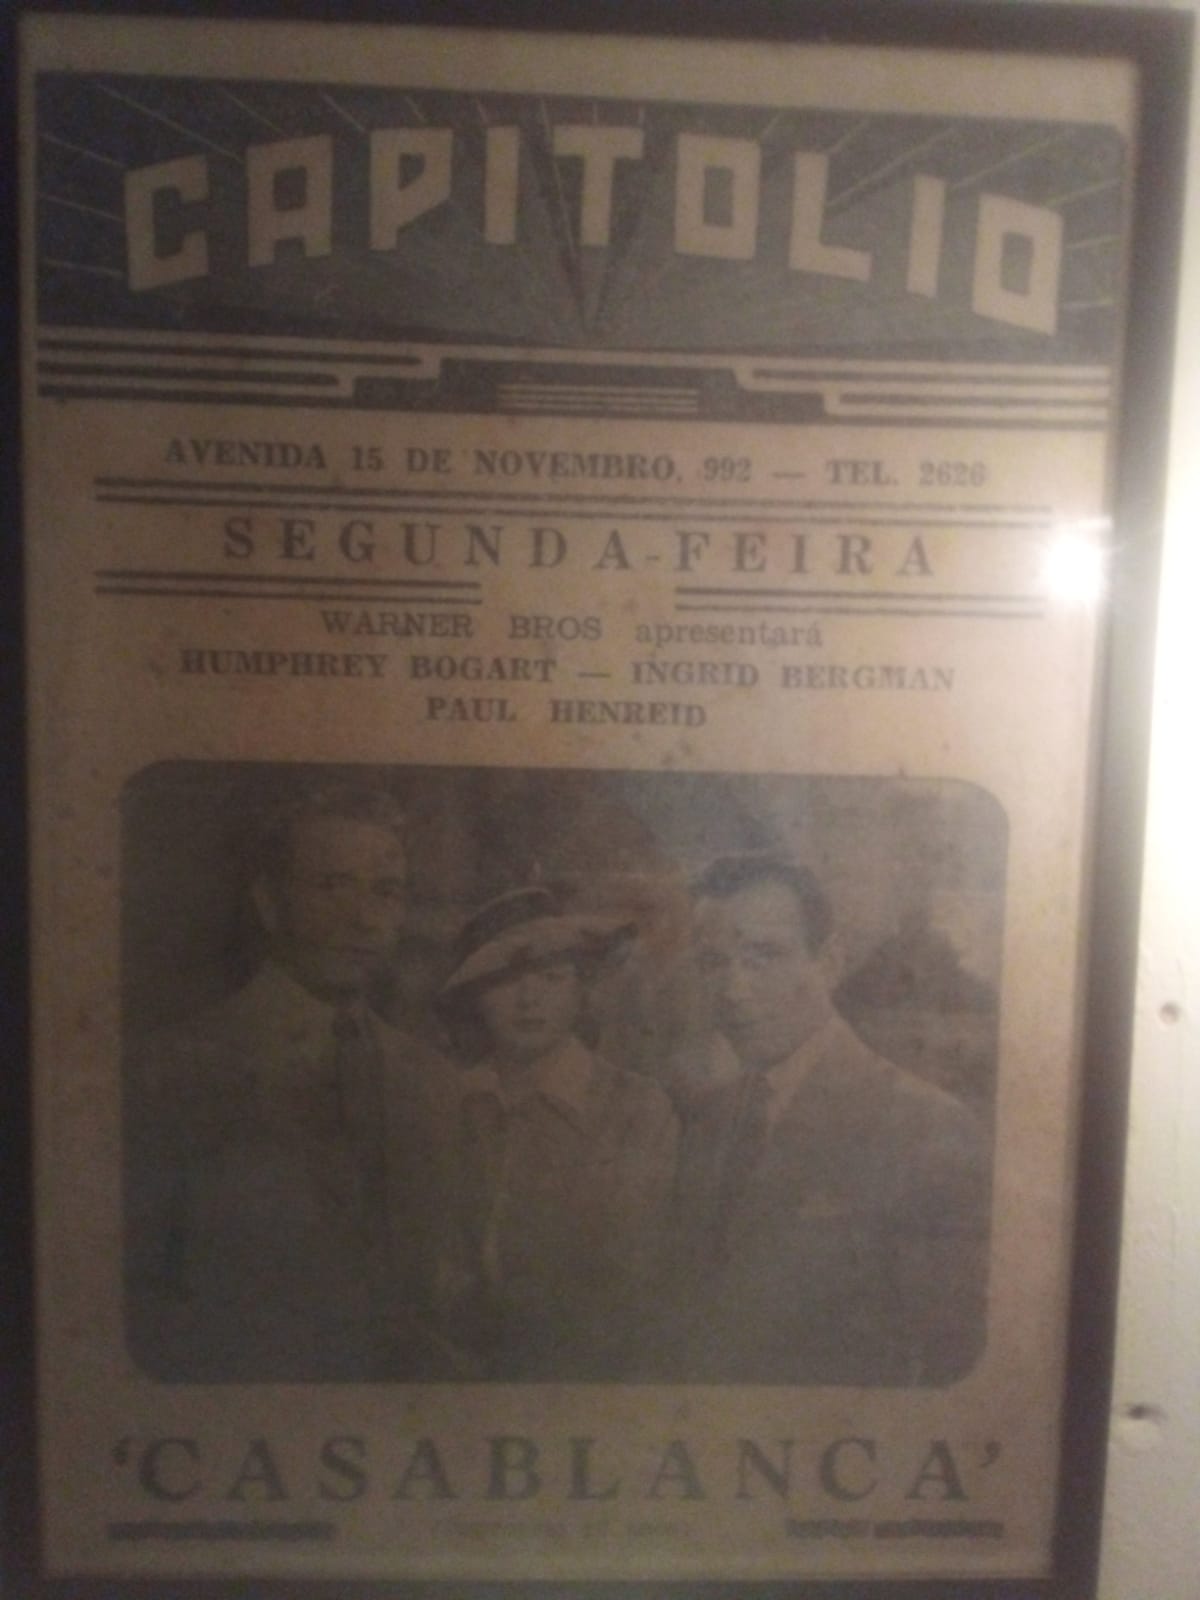 CAPITOLIO
AVENIDA 15 DE NOVEMBRO, 992 — TEL. 2626
SEGUNDA-FEIRA
WARNER BROS apresentará
HUMPHREY BOGART — INGRID BERGMAN
PAUL HENREID
‘CASABLANCA’